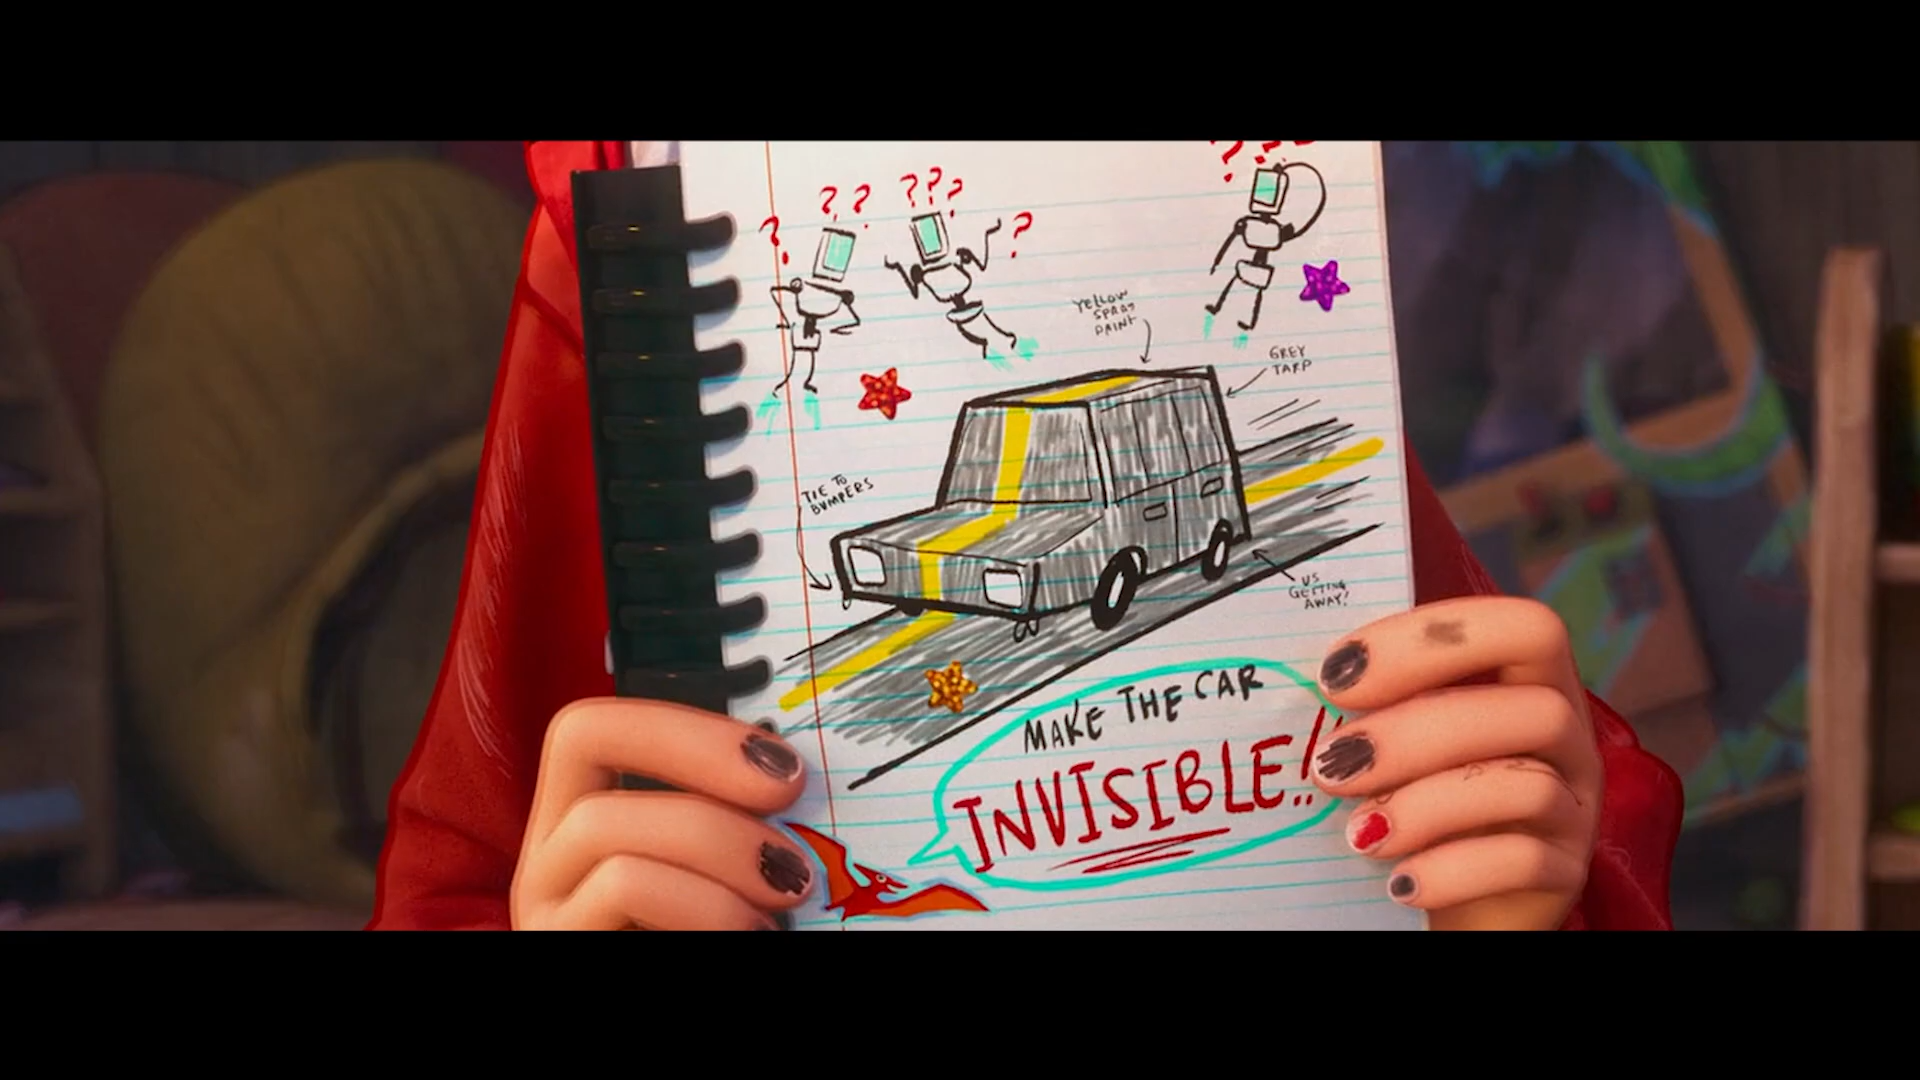 ? ? ? ? ? ? ?
? ? ?
YELLOW
SPRAY
PAINT
GREY
TARP
TIE TO
BUMPERS
US
GETTING
AWAY!
MAKE THE CAR
INVISIBLE!!